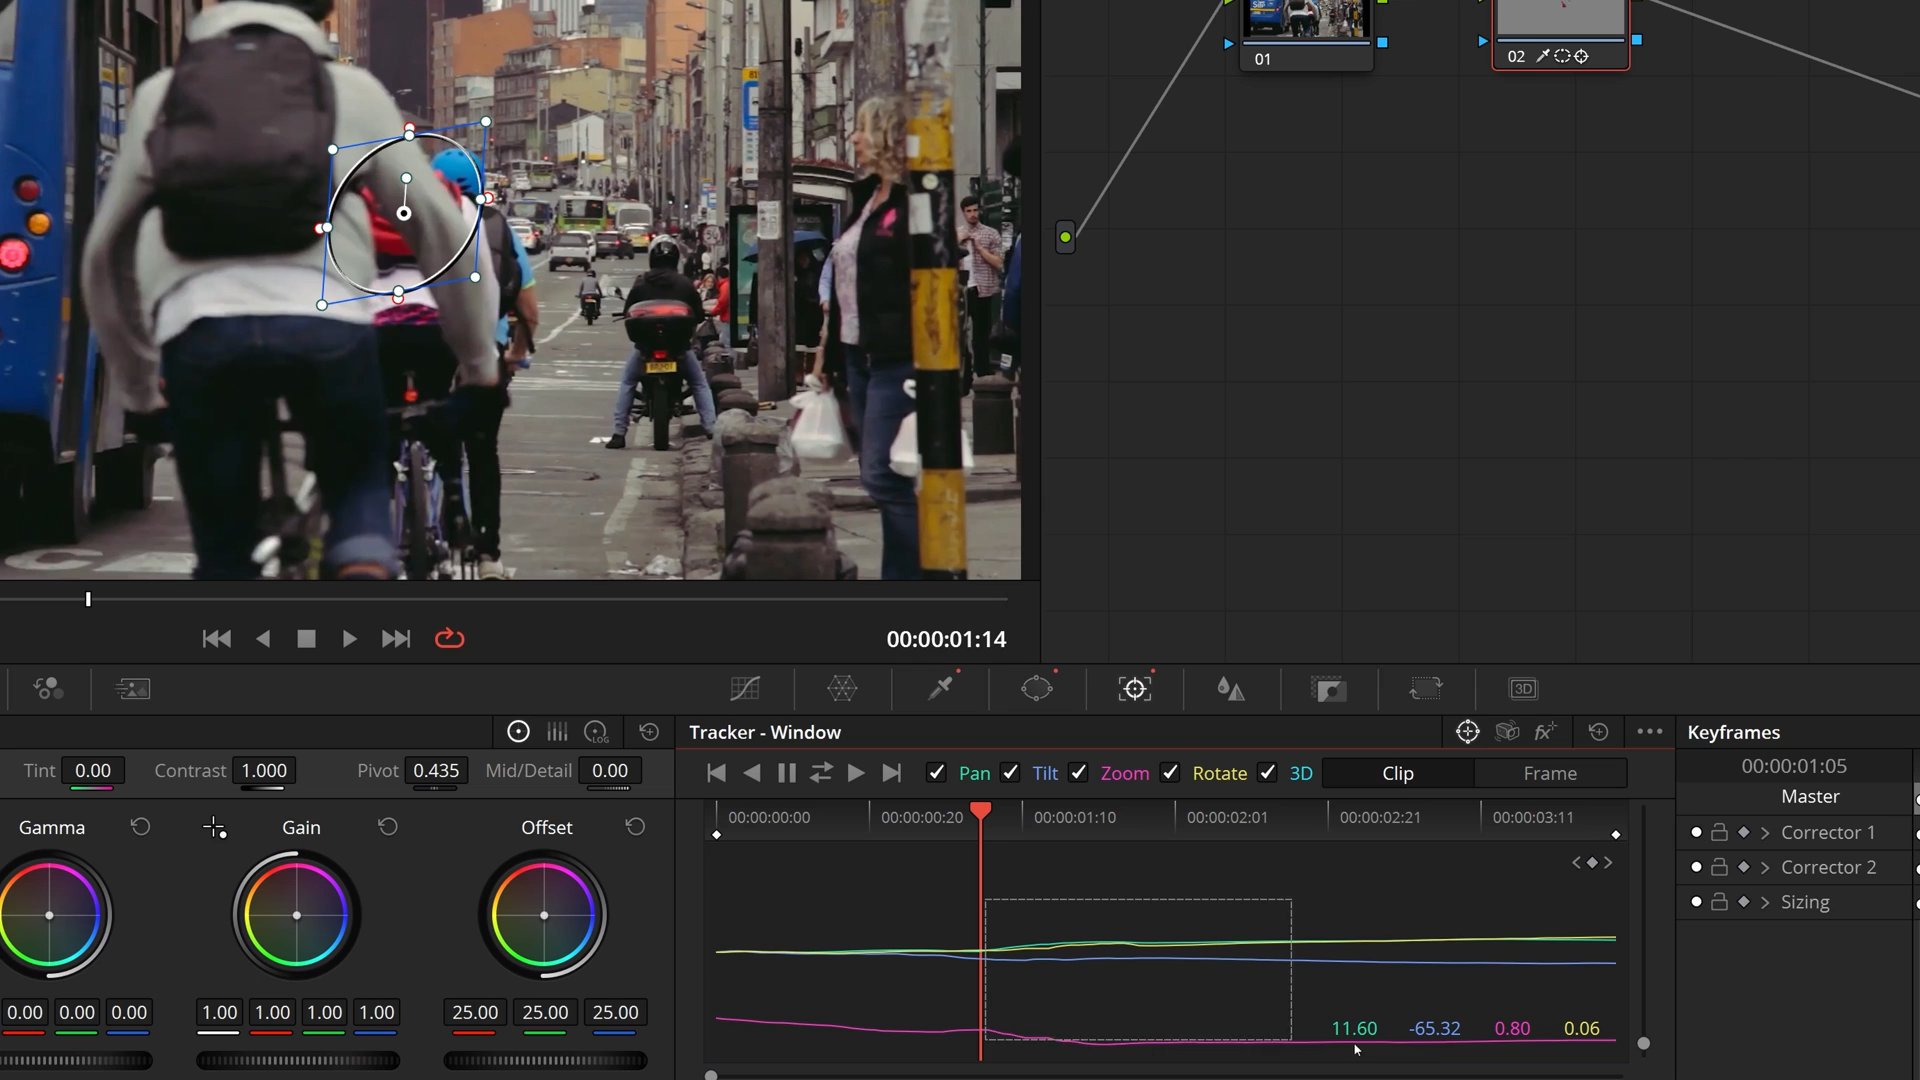 01
02
00:00:01:14
3D
LOG
Tracker - Window
fx
Keyframes
Tint 0.00 Contrast 1.000 Pivot 0.435 Mid/Detail 0.00
Pan Tilt Zoom Rotate 3D Clip Frame
00:00:01:05
Master
Gamma Gain Offset
00:00:00:00 00:00:00:20 00:00:01:10 00:00:02:01 00:00:02:21 00:00:03:11
Corrector 1
Corrector 2
Sizing
0.00 0.00 0.00 1.00 1.00 1.00 1.00 25.00 25.00 25.00
11.60 -65.32 0.80 0.06